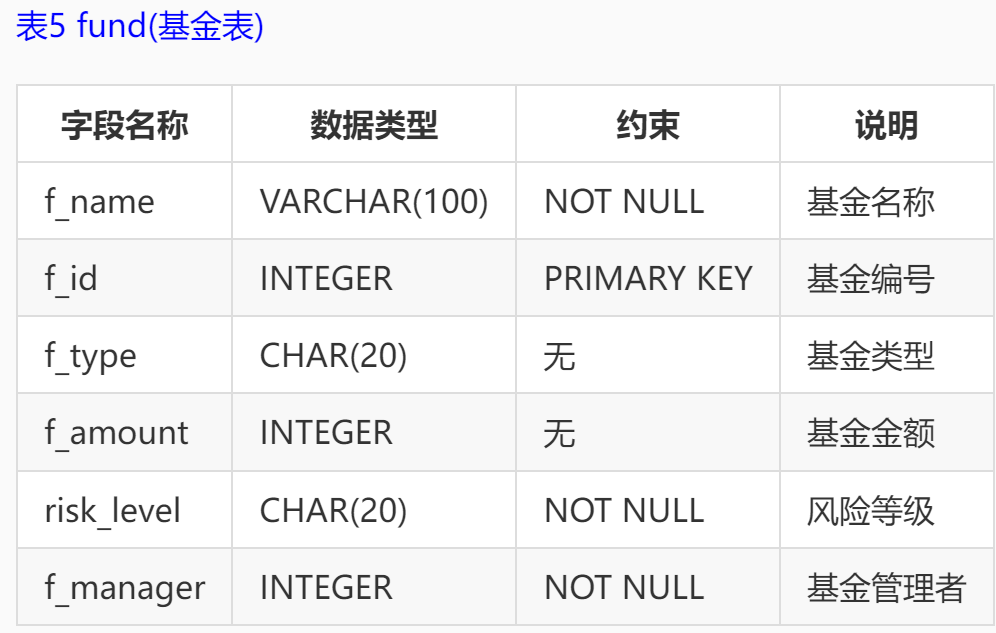 表5 fund(基金表)
字段名称 数据类型 约束 说明
f_name VARCHAR(100) NOT NULL 基金名称
f_id INTEGER PRIMARY KEY 基金编号
f_type CHAR(20) 无 基金类型
f_amount INTEGER 无 基金金额
risk_level CHAR(20) NOT NULL 风险等级
f_manager INTEGER NOT NULL 基金管理者